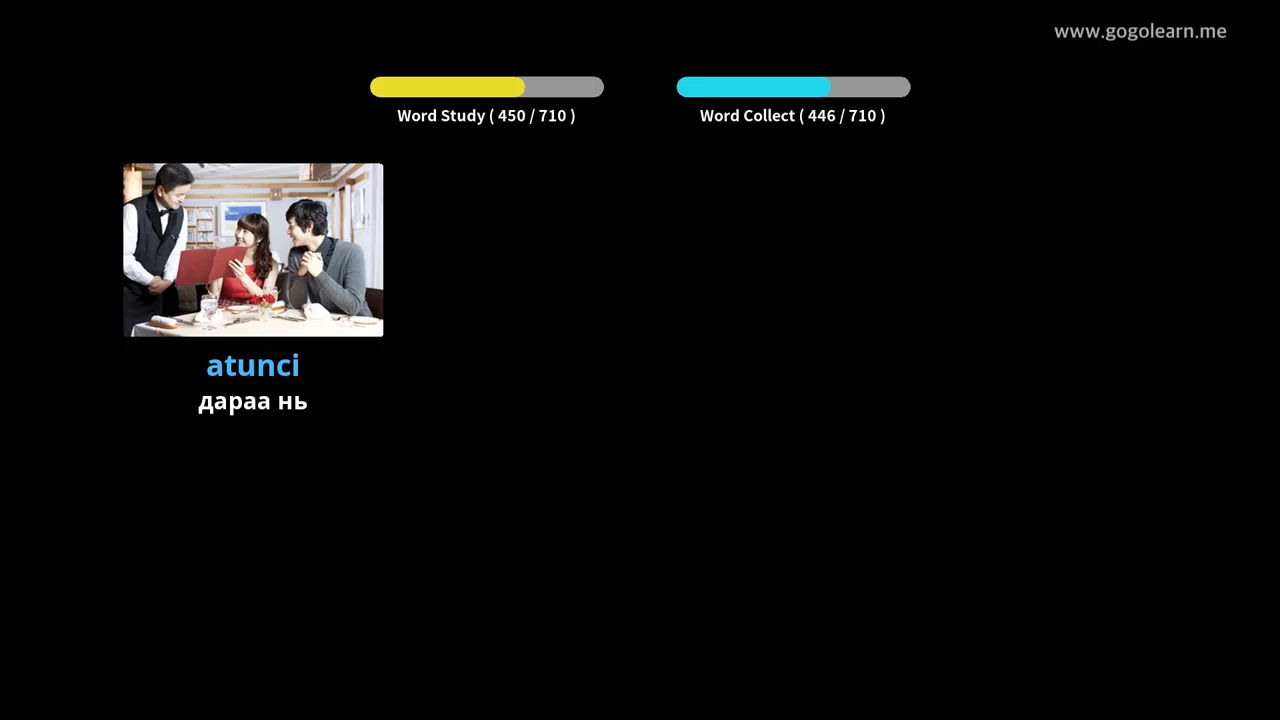 www.gogolearn.me
Word Study ( 450 / 710 )
Word Collect ( 446 / 710 )
atunci
дараа нь